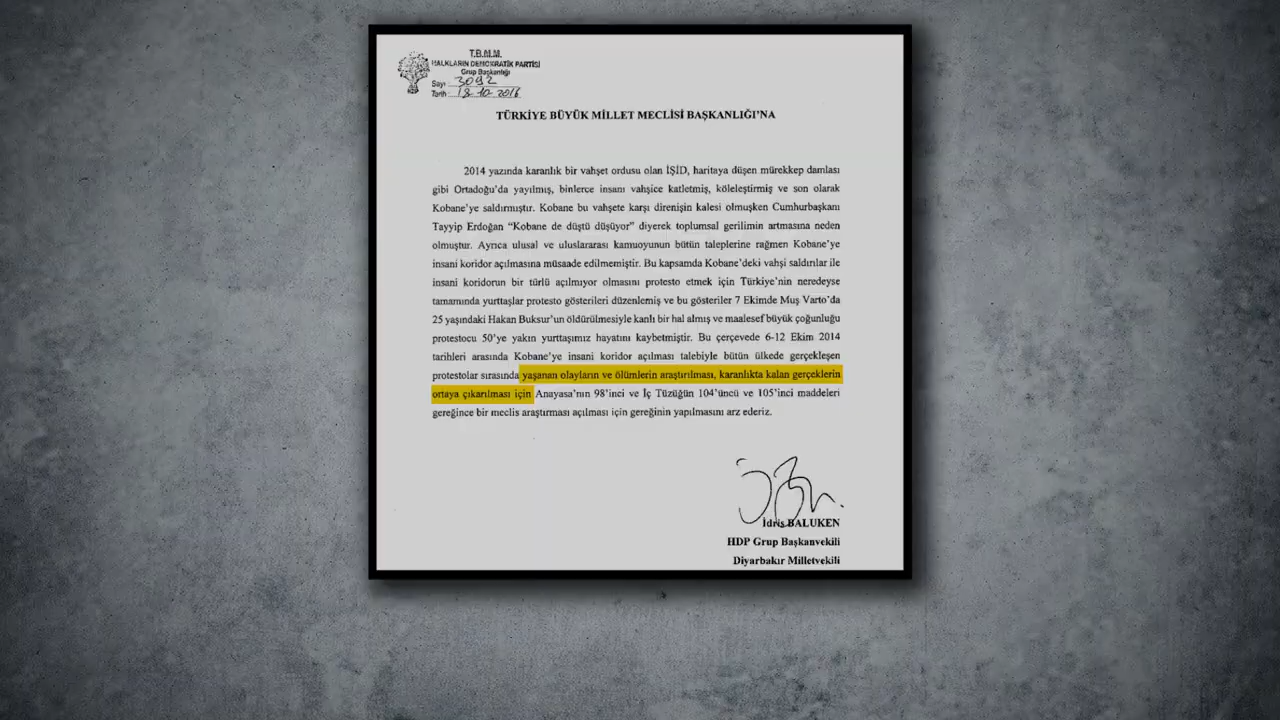 T.B.M.M.
HALKLARIN DEMOKRATİK PARTİSİ
Grup Başkanlığı
Sayı: 3092
Tarih: 18-10-2016
TÜRKİYE BÜYÜK MİLLET MECLİSİ BAŞKANLIĞI’NA
2014 yazında karanlık bir vahşet ordusu olan İŞİD, haritaya düşen mürekkep damlası
gibi Ortadoğu’da yayılmış, binlerce insanı vahşice katletmiş, köleleştirmiş ve son olarak
Kobane’ye saldırmıştır. Kobane bu vahşete karşı direnişin kalesi olmuşken Cumhurbaşkanı
Tayyip Erdoğan “Kobane de düştü düşüyor” diyerek toplumsal gerilimin artmasına neden
olmuştur. Ayrıca ulusal ve uluslararası kamuoyunun bütün taleplerine rağmen Kobane’ye
insani koridor açılmasına müsaade edilmemiştir. Bu kapsamda Kobane’deki vahşi saldırılar ile
insani koridorun bir türlü açılmıyor olmasını protesto etmek için Türkiye’nin neredeyse
tamamında yurttaşlar protesto gösterileri düzenlemiş ve bu gösteriler 7 Ekimde Muş Varto’da
25 yaşındaki Hakan Buksur’un öldürülmesiyle kanlı bir hal almış ve maalesef büyük çoğunluğu
protestocu 50’ye yakın yurttaşımız hayatını kaybetmiştir. Bu çerçevede 6-12 Ekim 2014
tarihleri arasında Kobane’ye insani koridor açılması talebiyle bütün ülkede gerçekleşen
protestolar sırasında yaşanan olayların ve ölümlerin araştırılması, karanlıkta kalan gerçeklerin
ortaya çıkarılması için Anayasa’nın 98’inci ve İç Tüzüğün 104’üncü ve 105’inci maddeleri
gereğince bir meclis araştırması açılması için gereğinin yapılmasını arz ederiz.
İdris BALUKEN
HDP Grup Başkanvekili
Diyarbakır Milletvekili